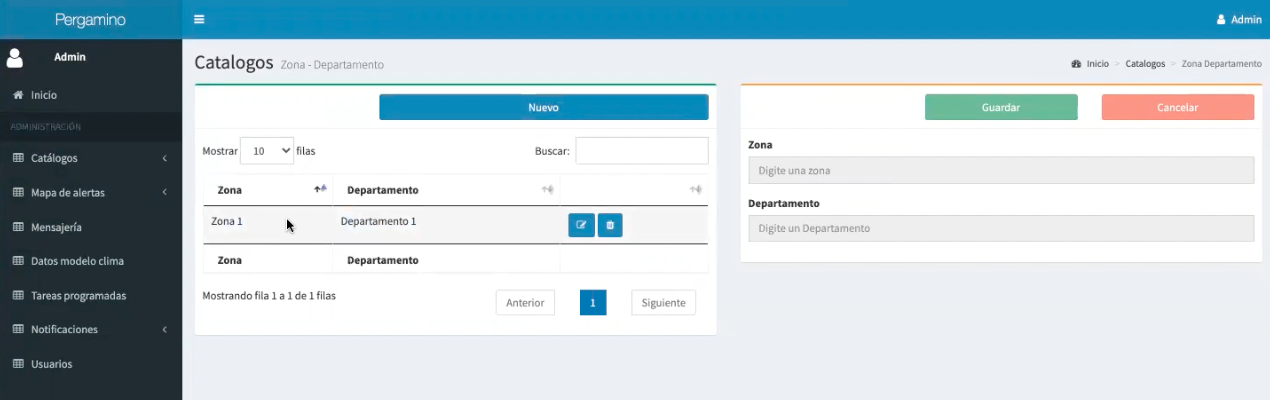 Pergamino
Admin
Admin
Inicio
ADMINISTRACIÓN
Catálogos
Mapa de alertas
Mensajería
Datos modelo clima
Tareas programadas
Notificaciones
Usuarios
Catalogos Zona - Departamento
Inicio > Catalogos > Zona Departamento
Nuevo
Mostrar 10 filas Buscar:
Zona Departamento
Zona 1 Departamento 1
Zona Departamento
Mostrando fila 1 a 1 de 1 filas
Anterior 1 Siguiente
Guardar Cancelar
Zona
Digite una zona
Departamento
Digite un Departamento